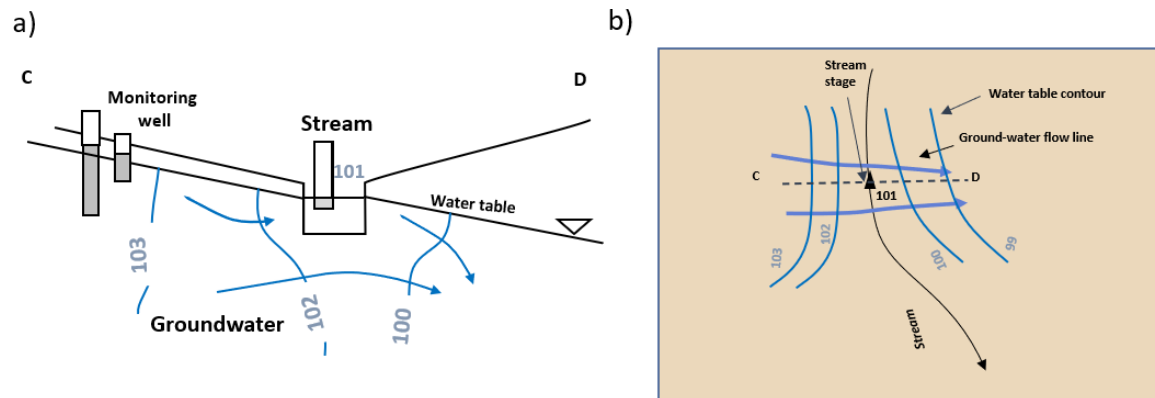 a)
C
D
Monitoring
well
Stream
101
Water table
103
102
100
Groundwater
b)
Stream
stage
Water table contour
Ground-water flow line
C
D
101
103
102
100
99
Stream